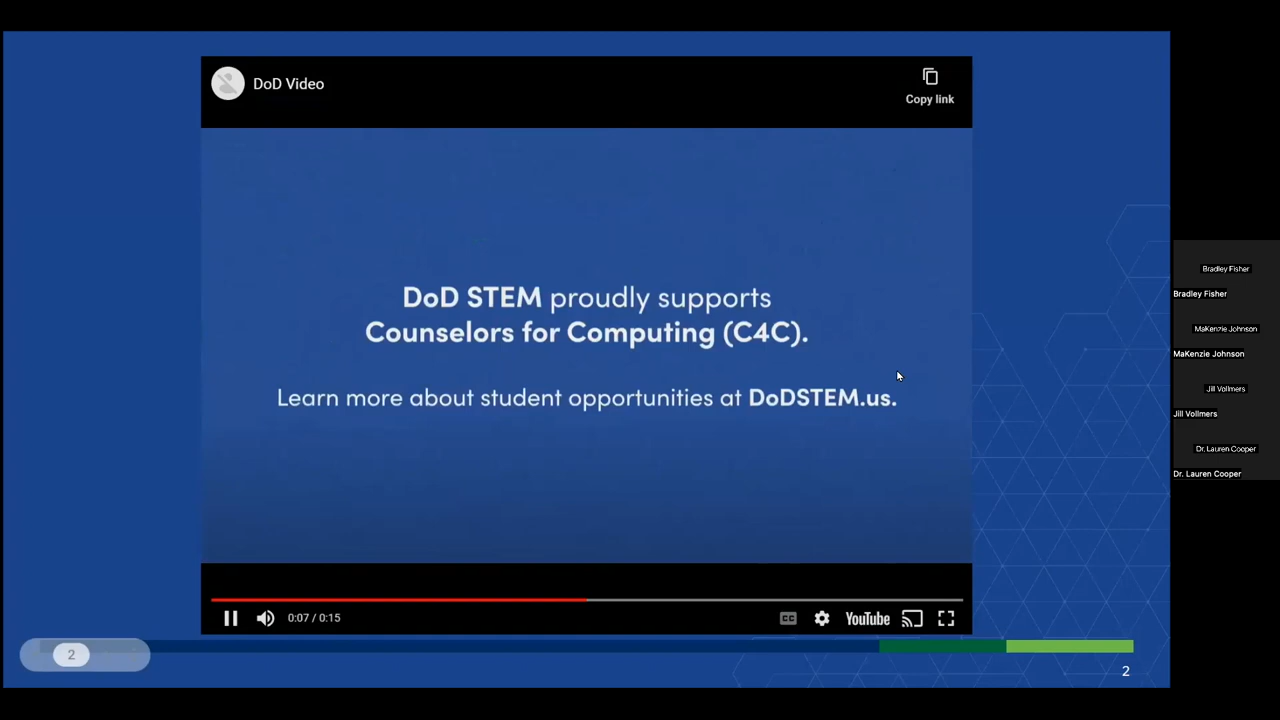 DoD Video
Copy link
DoD STEM proudly supports
Counselors for Computing (C4C).
Learn more about student opportunities at DoDSTEM.us.
0:07 / 0:15
CC
YouTube
2
2
Bradley Fisher
Bradley Fisher
MaKenzie Johnson
MaKenzie Johnson
Jill Vollmers
Jill Vollmers
Dr. Lauren Cooper
Dr. Lauren Cooper